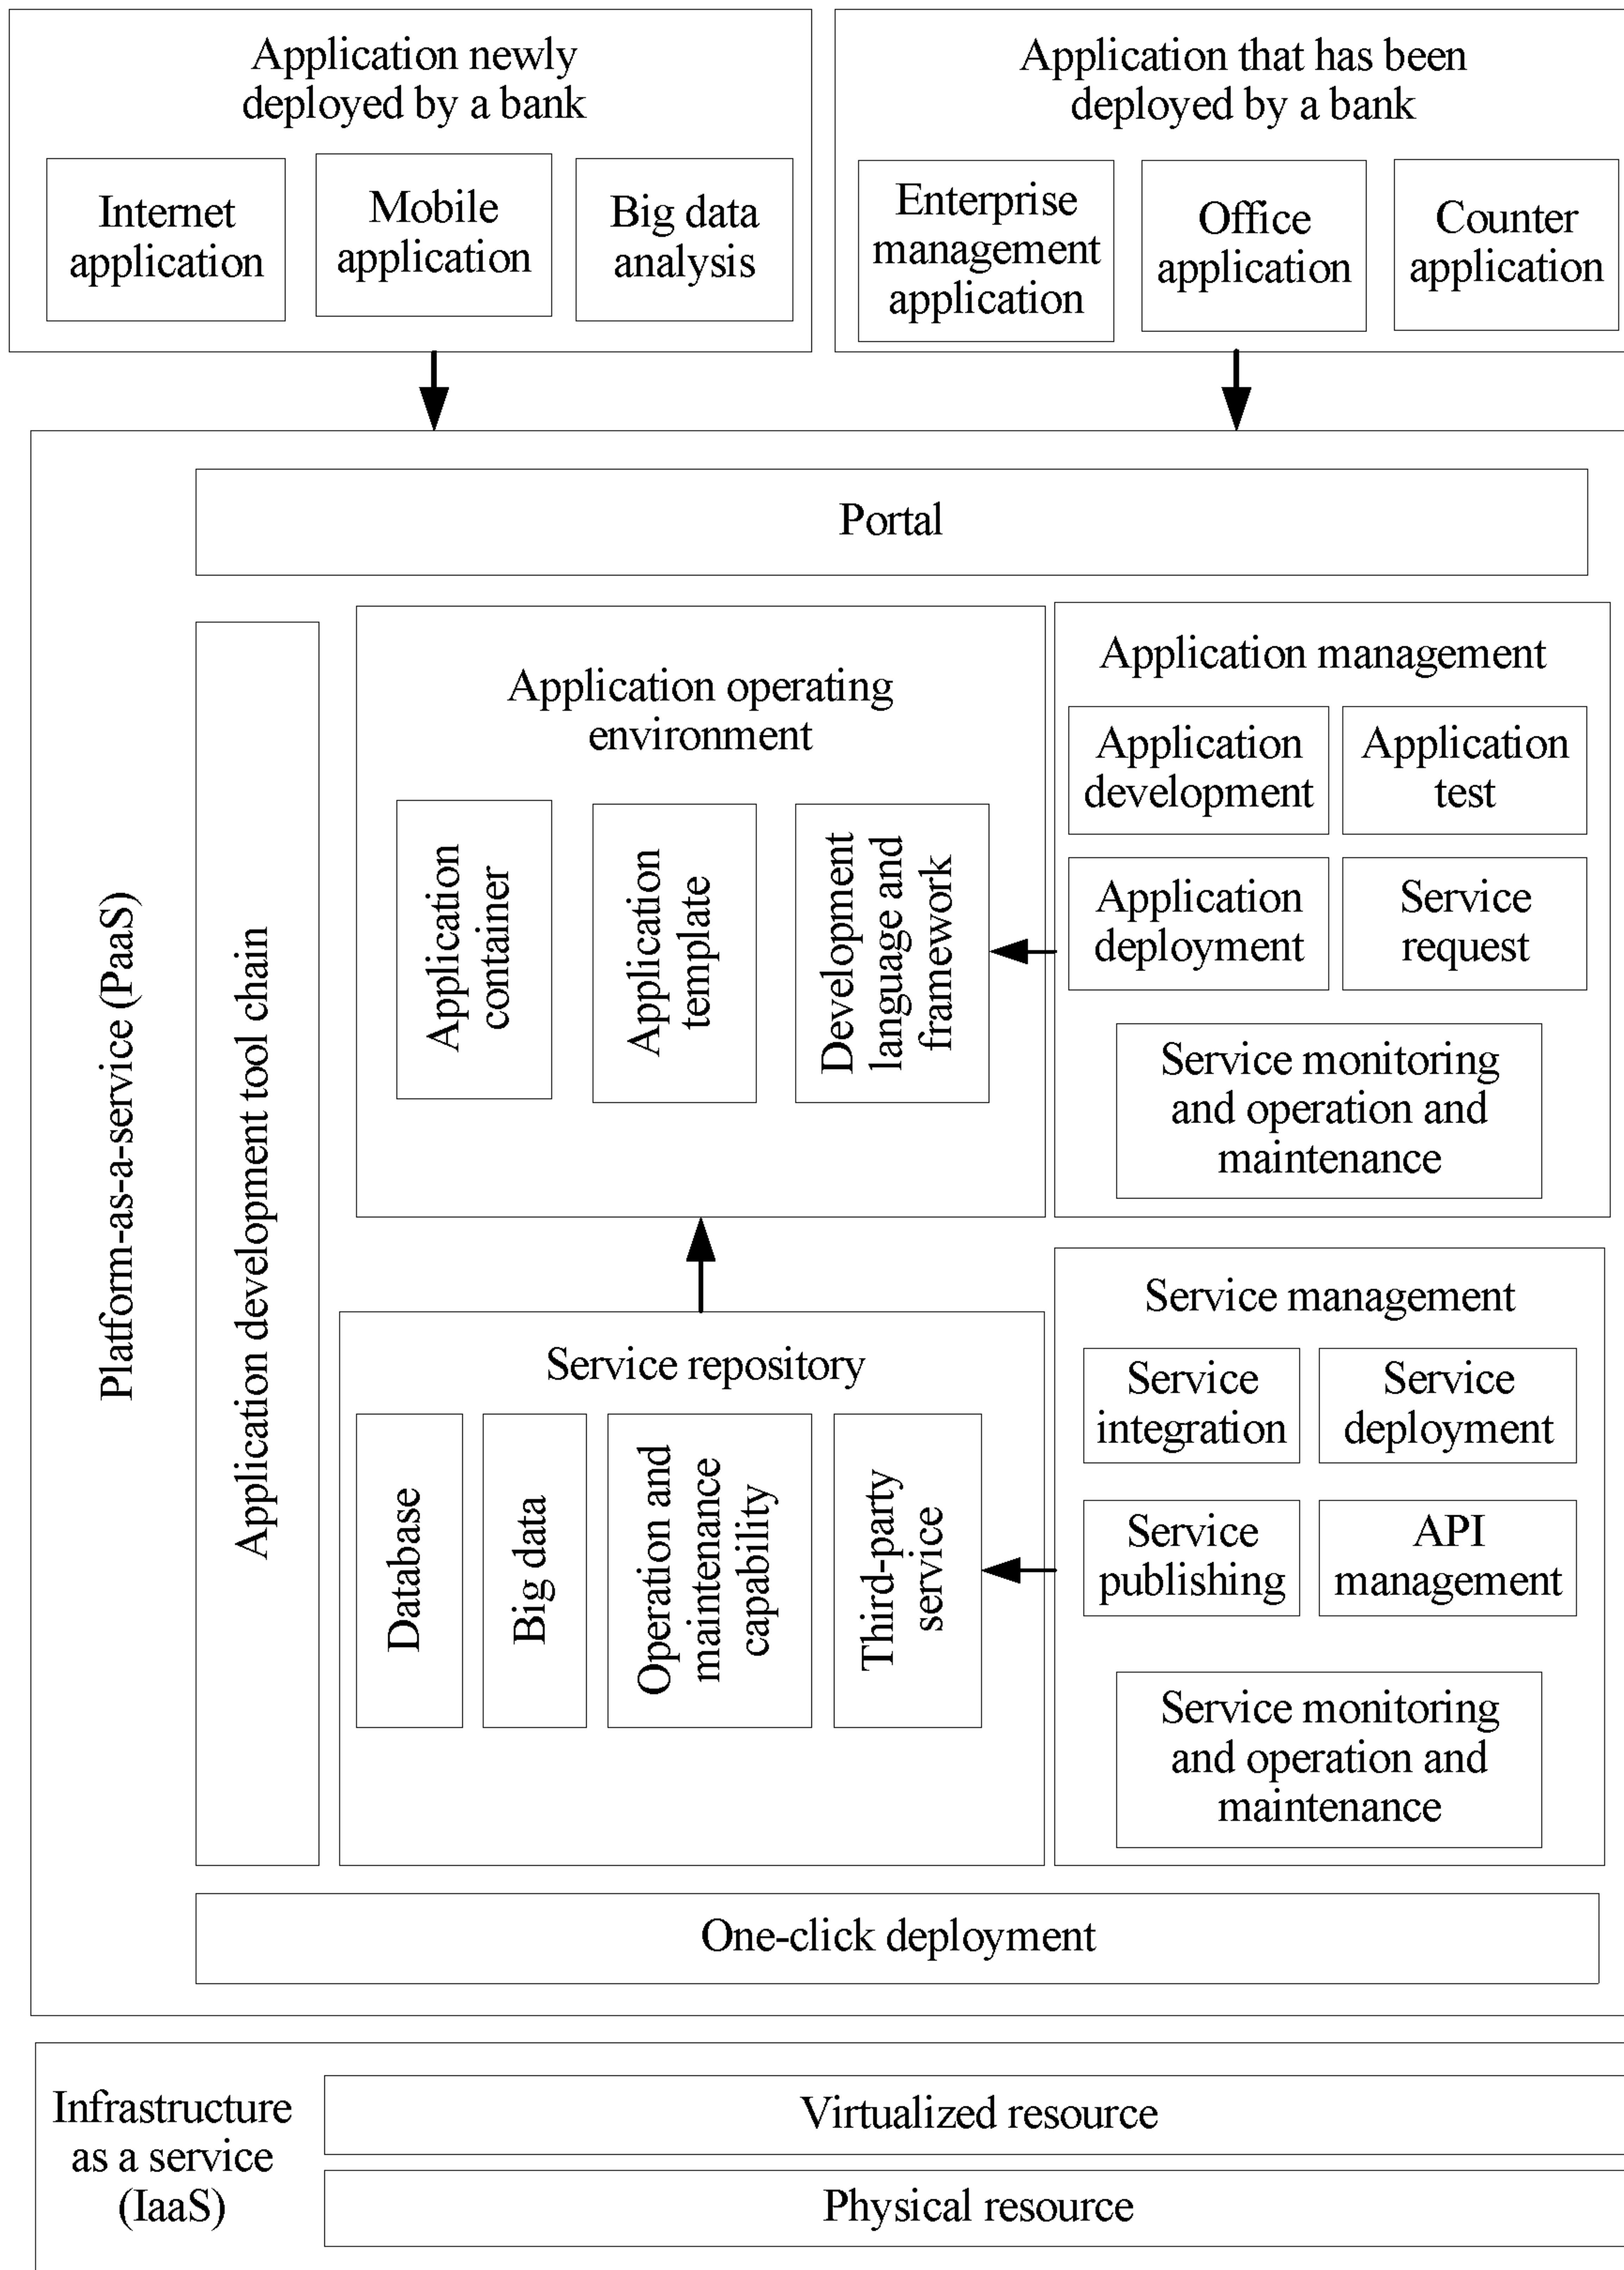 Application newly
deployed by a bank
Internet
application
Mobile
application
Big data
analysis
Application that has been
deployed by a bank
Enterprise
management
application
Office
application
Counter
application
Platform-as-a-service (PaaS)
Portal
Application development tool chain
Application operating
environment
Application
container
Application
template
Development
language and
framework
Application management
Application
development
Application
test
Application
deployment
Service
request
Service monitoring
and operation and
maintenance
Service repository
Database
Big data
Operation and
maintenance
capability
Third-party
service
Service management
Service
integration
Service
deployment
Service
publishing
API
management
Service monitoring
and operation and
maintenance
One-click deployment
Infrastructure
as a service
(IaaS)
Virtualized resource
Physical resource